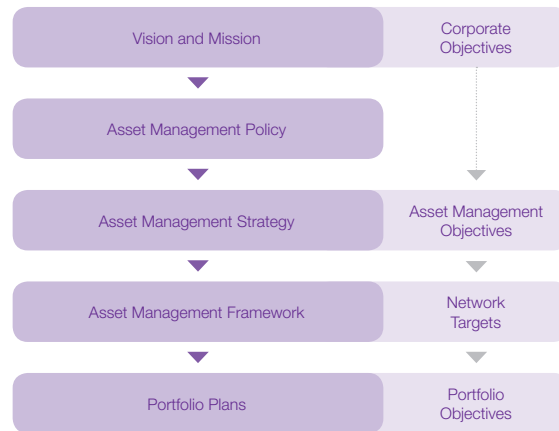 Vision and Mission
Corporate
Objectives
Asset Management Policy
Asset Management Strategy
Asset Management
Objectives
Asset Management Framework
Network
Targets
Portfolio Plans
Portfolio
Objectives